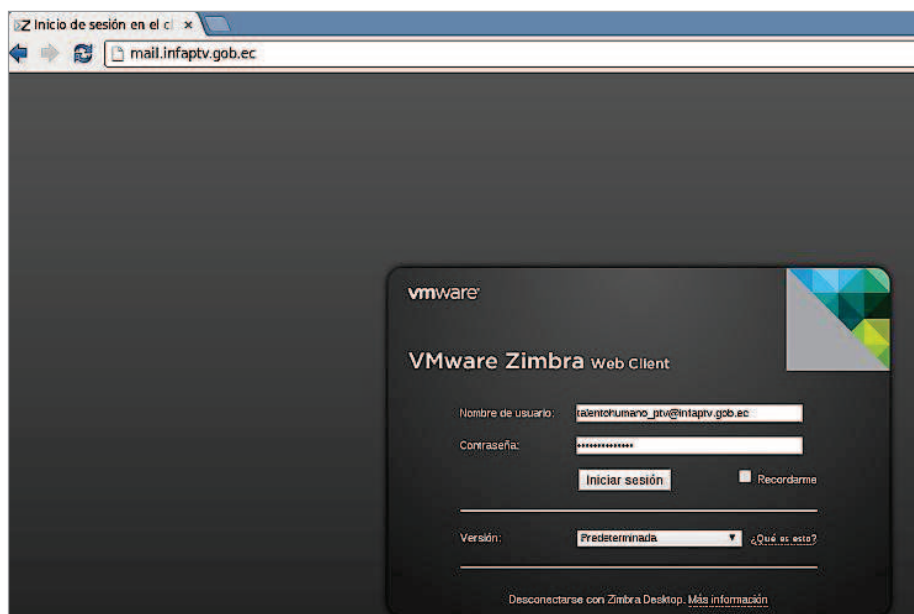 Z Inicio de sesión en el cl
mail.infaptv.gob.ec
vmware
VMware Zimbra Web Client
Nombre de usuario: talentohumano_ptv@infaptv.gob.ec
Contraseña: •••••••••••••
Iniciar sesión Recordarme
Versión: Predeterminada ¿Qué es esto?
Desconectarse con Zimbra Desktop. Más información